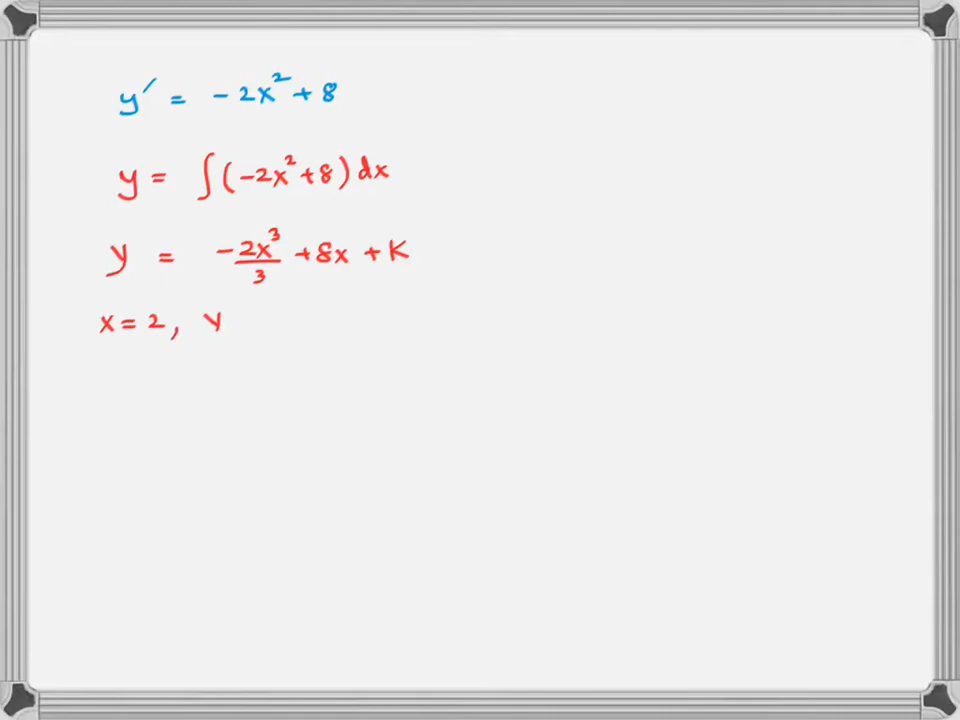 y′ = -2x² + 8
y = ∫(-2x²+8) dx
y = -2x³/3 + 8x + K
x = 2, y